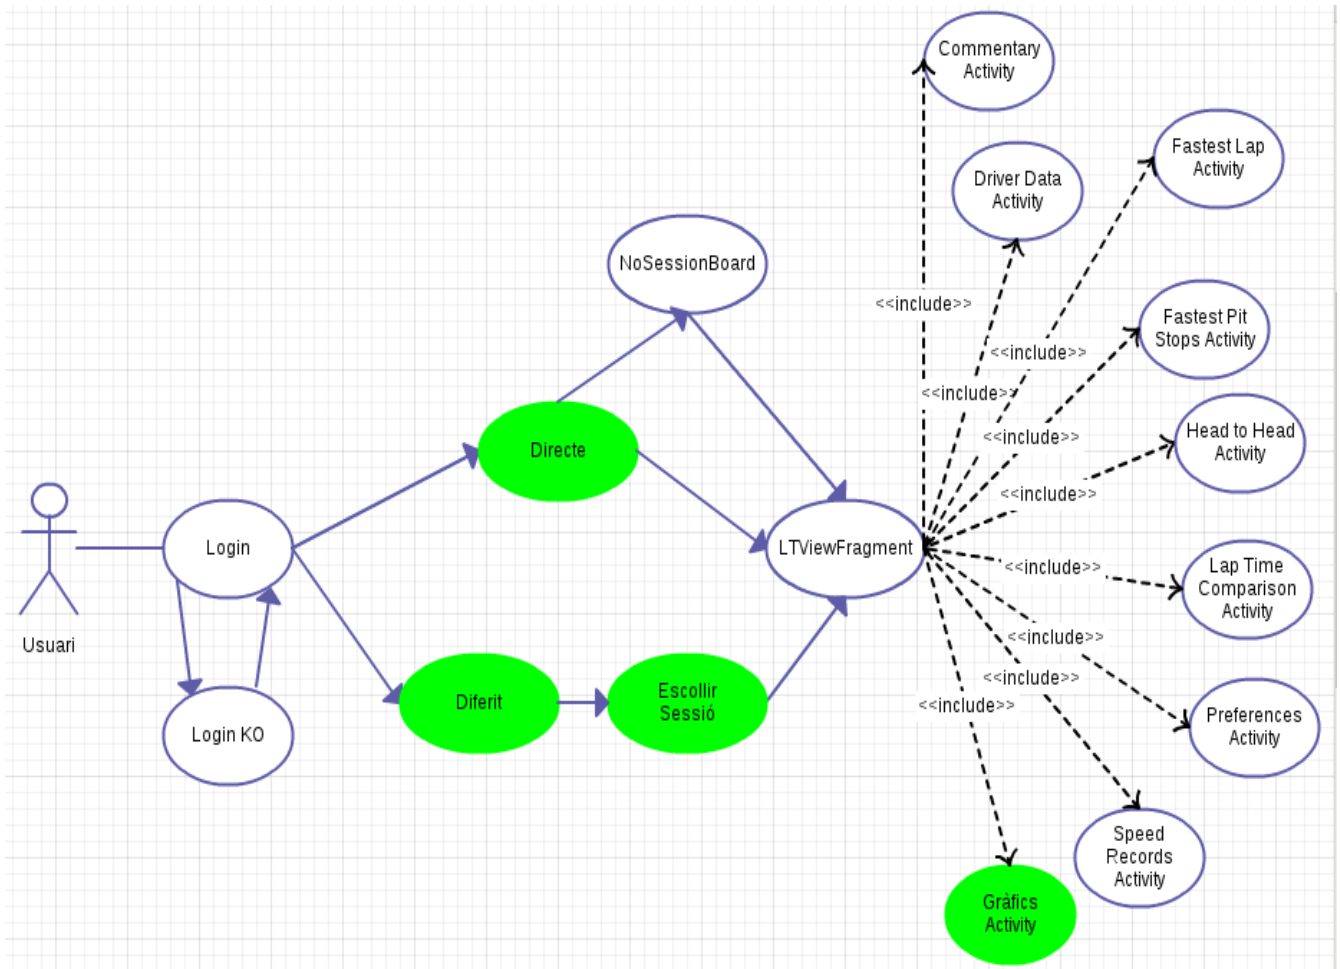 Commentary
Activity
Fastest Lap
Activity
Driver Data
Activity
NoSessionBoard
<<include>>
Fastest Pit
Stops Activity
<<include>>
<<include>>
Head to Head
Activity
<<include>>
Directe
<<include>>
Login
LTViewFragment
<<include>>
Lap Time
Comparison
Activity
Usuari
<<include>>
<<include>>
Diferit
Escollir
Sessió
<<include>>
Preferences
Activity
Login KO
Speed
Records
Activity
Gràfics
Activity